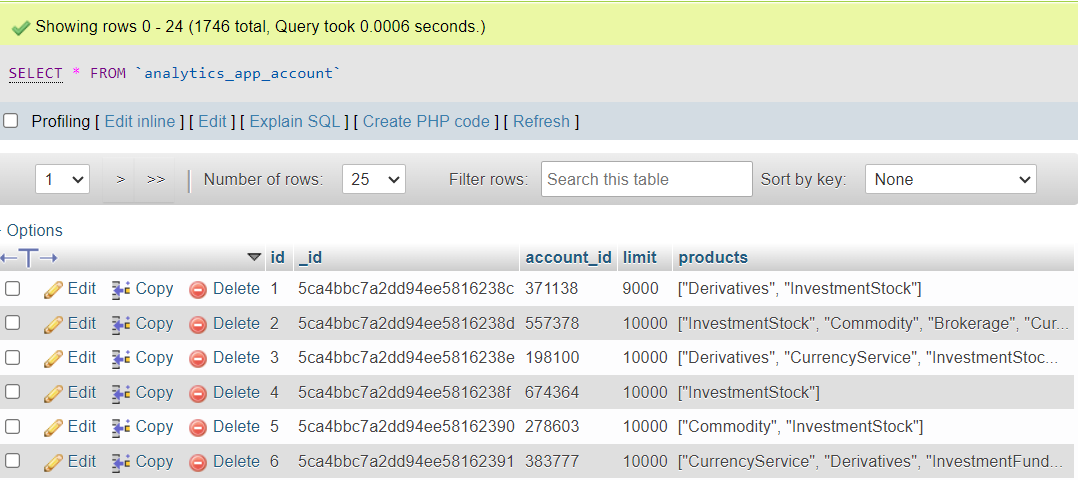 Showing rows 0 - 24 (1746 total, Query took 0.0006 seconds.)
SELECT * FROM `analytics_app_account`
Profiling [ Edit inline ] [ Edit ] [ Explain SQL ] [ Create PHP code ] [ Refresh ]
1 > >> Number of rows: 25 Filter rows: Search this table Sort by key: None
Options
id _id account_id limit products
Edit Copy Delete 1 5ca4bbc7a2dd94ee5816238c 371138 9000 ["Derivatives", "InvestmentStock"]
Edit Copy Delete 2 5ca4bbc7a2dd94ee5816238d 557378 10000 ["InvestmentStock", "Commodity", "Brokerage", "Cur...
Edit Copy Delete 3 5ca4bbc7a2dd94ee5816238e 198100 10000 ["Derivatives", "CurrencyService", "InvestmentStoc...
Edit Copy Delete 4 5ca4bbc7a2dd94ee5816238f 674364 10000 ["InvestmentStock"]
Edit Copy Delete 5 5ca4bbc7a2dd94ee58162390 278603 10000 ["Commodity", "InvestmentStock"]
Edit Copy Delete 6 5ca4bbc7a2dd94ee58162391 383777 10000 ["CurrencyService", "Derivatives", "InvestmentFund...